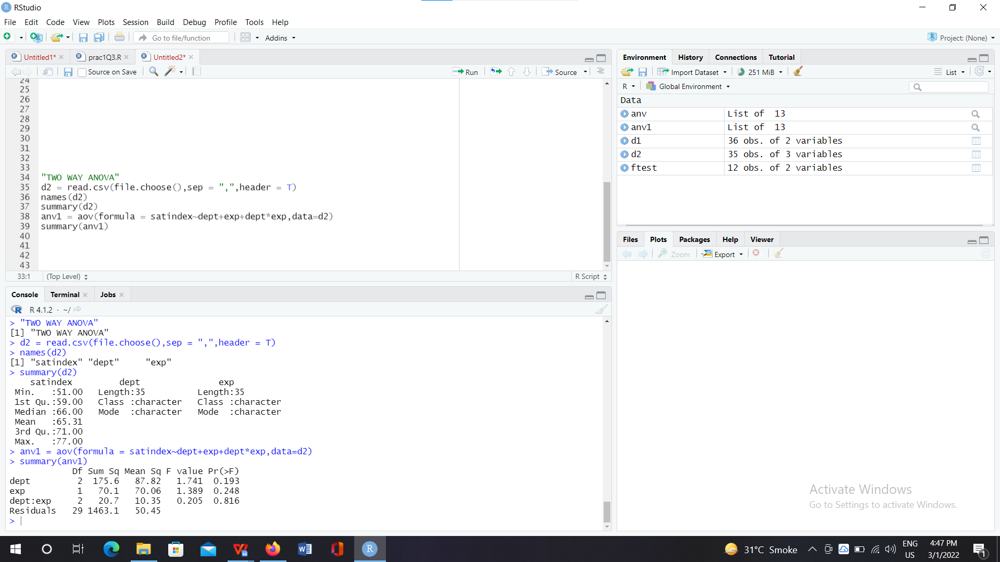 RStudio
File Edit Code View Plots Session Build Debug Profile Tools Help
Go to file/function Addins Project: (None)
Untitled1* prac1Q3.R Untitled2*
Source on Save Run Source
24
25
26
27
28
29
30
31
32
33
34 "TWO WAY ANOVA"
35 d2 = read.csv(file.choose(),sep = ",",header = T)
36 names(d2)
37 summary(d2)
38 anv1 = aov(formula = satindex~dept+exp+dept*exp,data=d2)
39 summary(anv1)
40
41
42
43
33:1 (Top Level) R Script
Console Terminal Jobs
R 4.1.2 · ~/
> "TWO WAY ANOVA"
[1] "TWO WAY ANOVA"
> d2 = read.csv(file.choose(),sep = ",",header = T)
> names(d2)
[1] "satindex" "dept"     "exp"
> summary(d2)
satindex dept exp
Min.   :51.00 Length:35 Length:35
1st Qu.:59.00 Class :character Class :character
Median :66.00 Mode  :character Mode  :character
Mean   :65.31
3rd Qu.:71.00
Max.   :77.00
> anv1 = aov(formula = satindex~dept+exp+dept*exp,data=d2)
> summary(anv1)
Df Sum Sq Mean Sq F value Pr(>F)
dept 2 175.6 87.82 1.741 0.193
exp 1 70.1 70.06 1.389 0.248
dept:exp 2 20.7 10.35 0.205 0.816
Residuals 29 1463.1 50.45
>
Environment History Connections Tutorial
Import Dataset 251 MiB List
R Global Environment
Data
anv List of 13
anv1 List of 13
d1 36 obs. of 2 variables
d2 35 obs. of 3 variables
ftest 12 obs. of 2 variables
Files Plots Packages Help Viewer
Zoom Export
Activate Windows
Go to Settings to activate Windows.
31°C Smoke
ENG
US
4:47 PM
3/1/2022
1